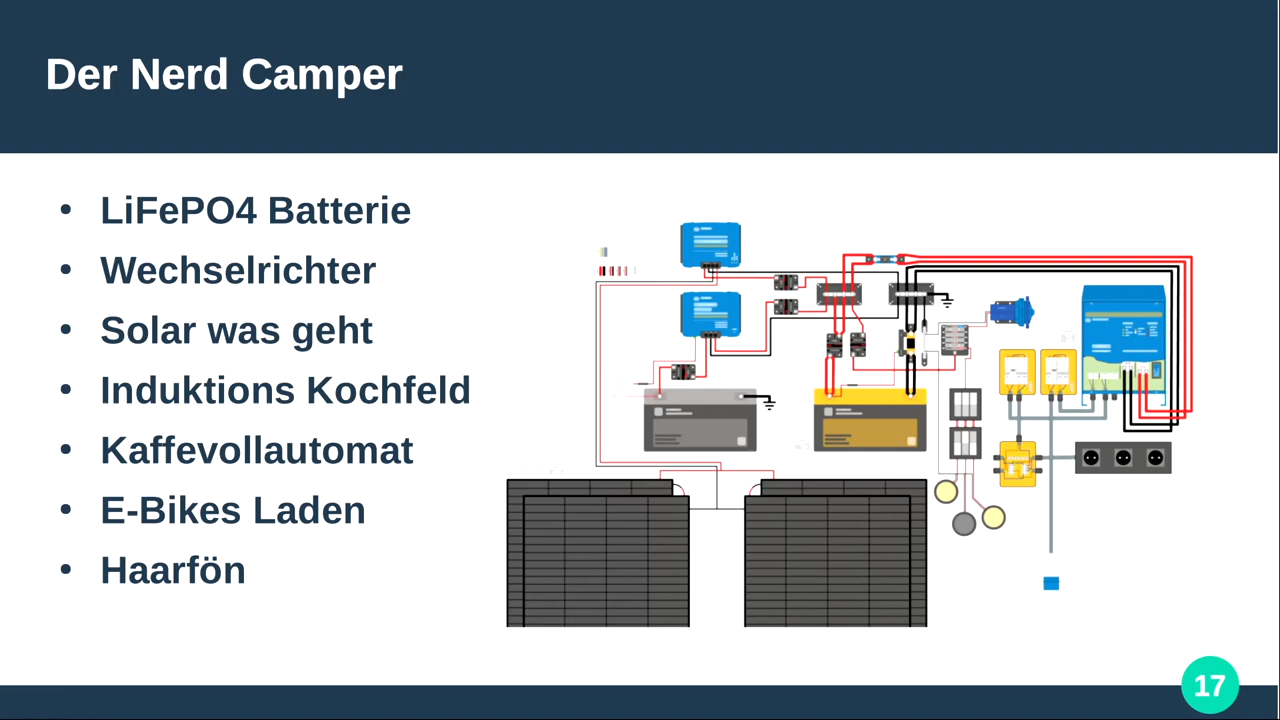 Der Nerd Camper
• LiFePO4 Batterie
• Wechselrichter
• Solar was geht
• Induktions Kochfeld
• Kaffevollautomat
• E-Bikes Laden
• Haarfön
17